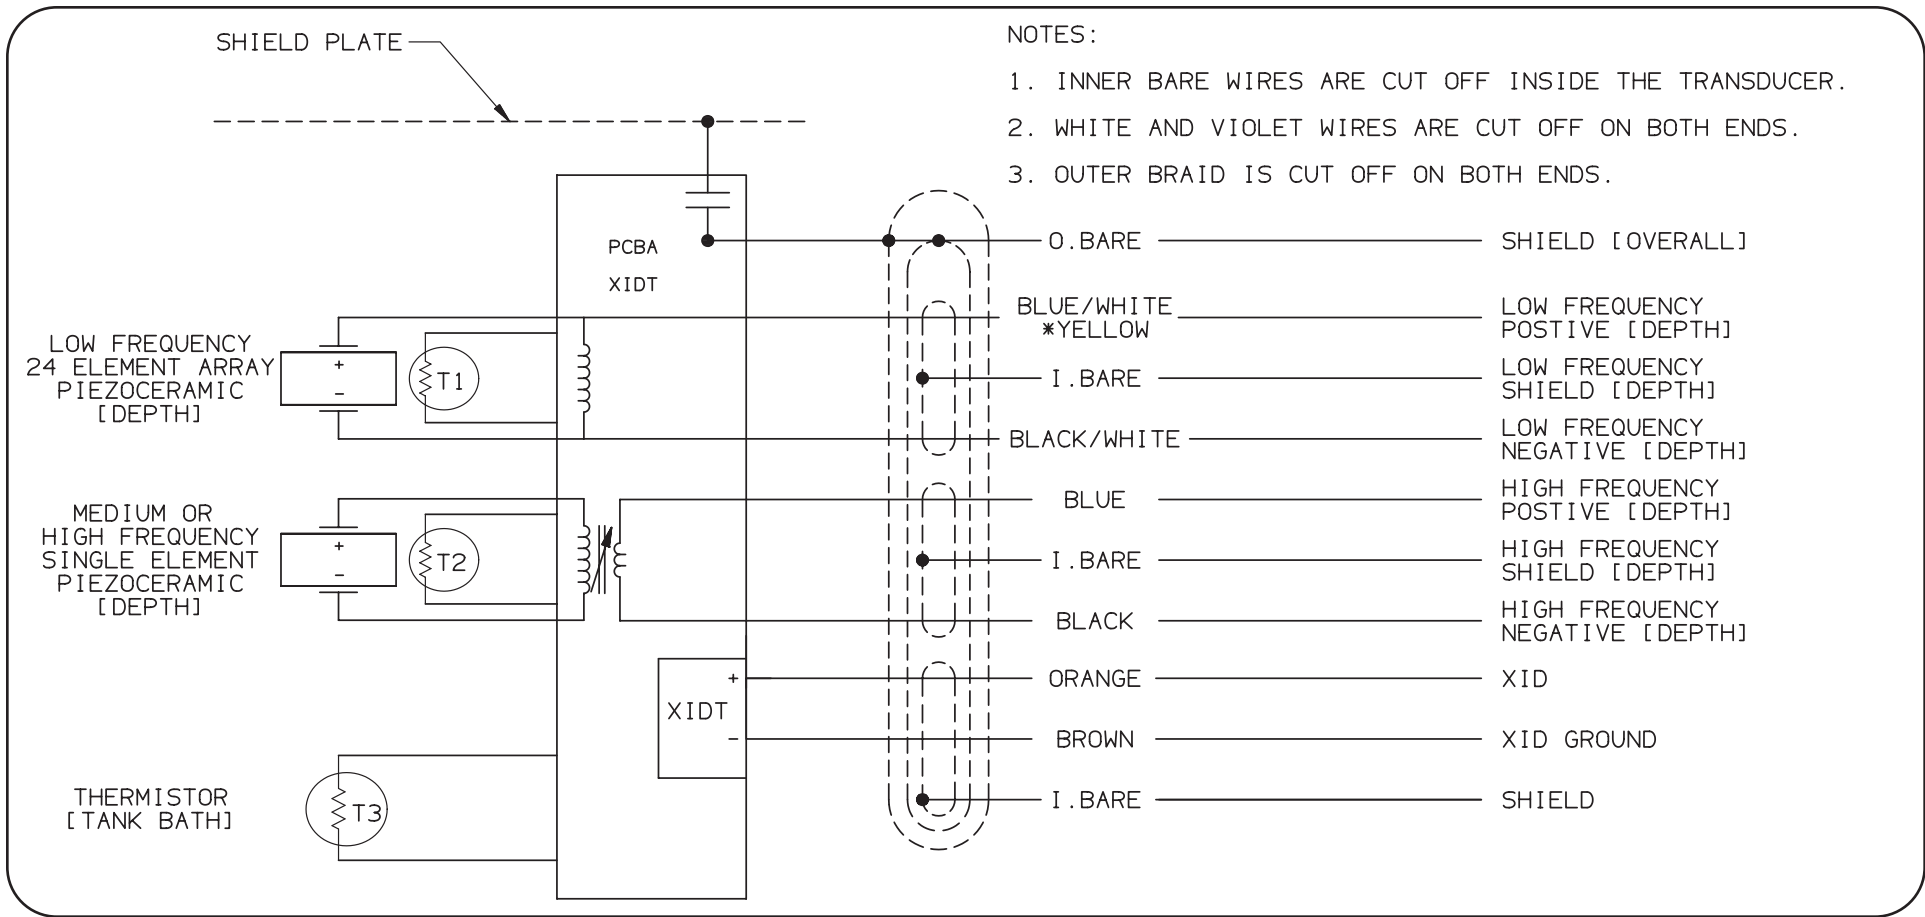 SHIELD PLATE
NOTES:
1. INNER BARE WIRES ARE CUT OFF INSIDE THE TRANSDUCER.
2. WHITE AND VIOLET WIRES ARE CUT OFF ON BOTH ENDS.
3. OUTER BRAID IS CUT OFF ON BOTH ENDS.
PCBA
XIDT
O.BARE
SHIELD [OVERALL]
BLUE/WHITE
*YELLOW
LOW FREQUENCY
POSTIVE [DEPTH]
LOW FREQUENCY
24 ELEMENT ARRAY
PIEZOCERAMIC
[DEPTH]
+
-
T1
I.BARE
LOW FREQUENCY
SHIELD [DEPTH]
BLACK/WHITE
LOW FREQUENCY
NEGATIVE [DEPTH]
MEDIUM OR
HIGH FREQUENCY
SINGLE ELEMENT
PIEZOCERAMIC
[DEPTH]
+
-
T2
BLUE
HIGH FREQUENCY
POSTIVE [DEPTH]
I.BARE
HIGH FREQUENCY
SHIELD [DEPTH]
BLACK
HIGH FREQUENCY
NEGATIVE [DEPTH]
XIDT
+
-
ORANGE
XID
BROWN
XID GROUND
THERMISTOR
[TANK BATH]
T3
I.BARE
SHIELD